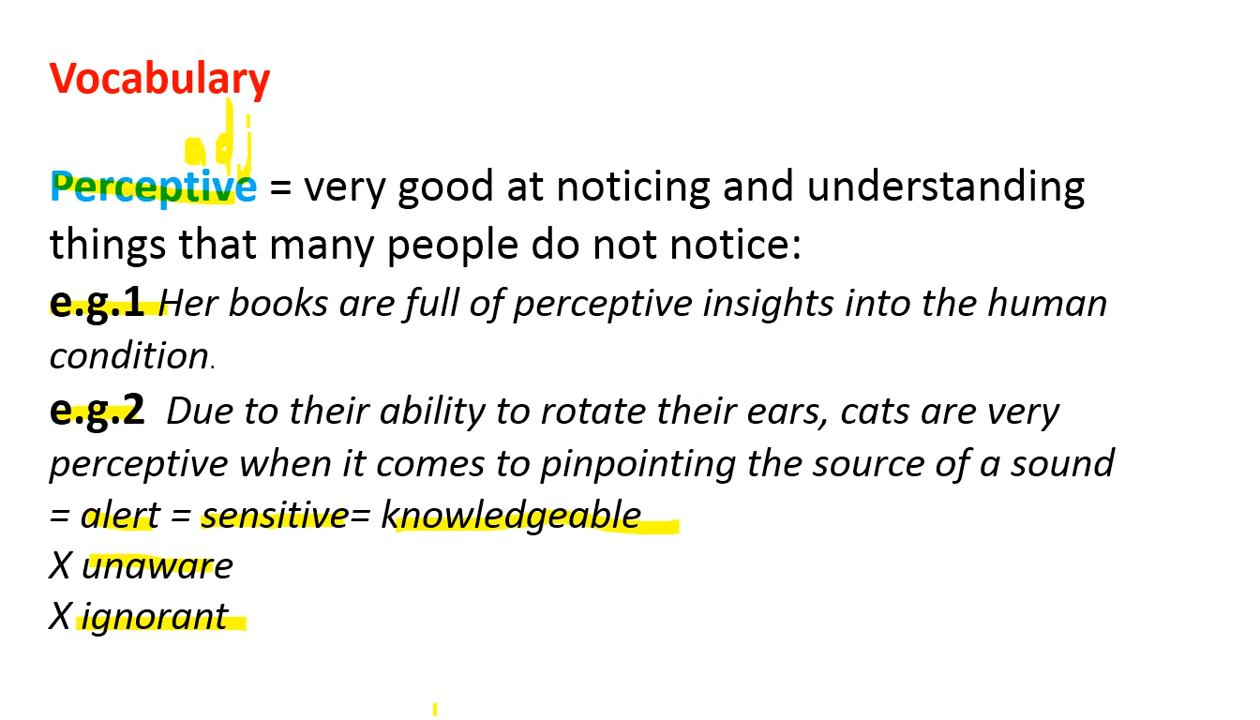 Vocabulary
adj
Perceptive = very good at noticing and understanding
things that many people do not notice:
e.g.1 Her books are full of perceptive insights into the human
condition.
e.g.2 Due to their ability to rotate their ears, cats are very
perceptive when it comes to pinpointing the source of a sound
= alert = sensitive= knowledgeable
X unaware
X ignorant